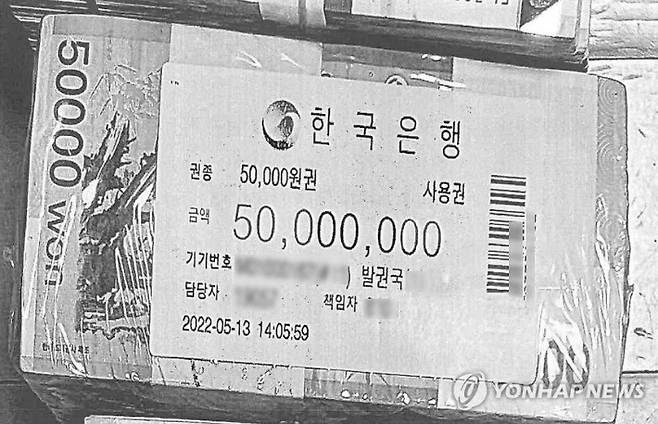 50000 won
한국은행
권종 50,000원권 사용권
금액 50,000,000
기기번호 ) 발권국
담당자 책임자
2022-05-13 14:05:59
YONHAP NEWS